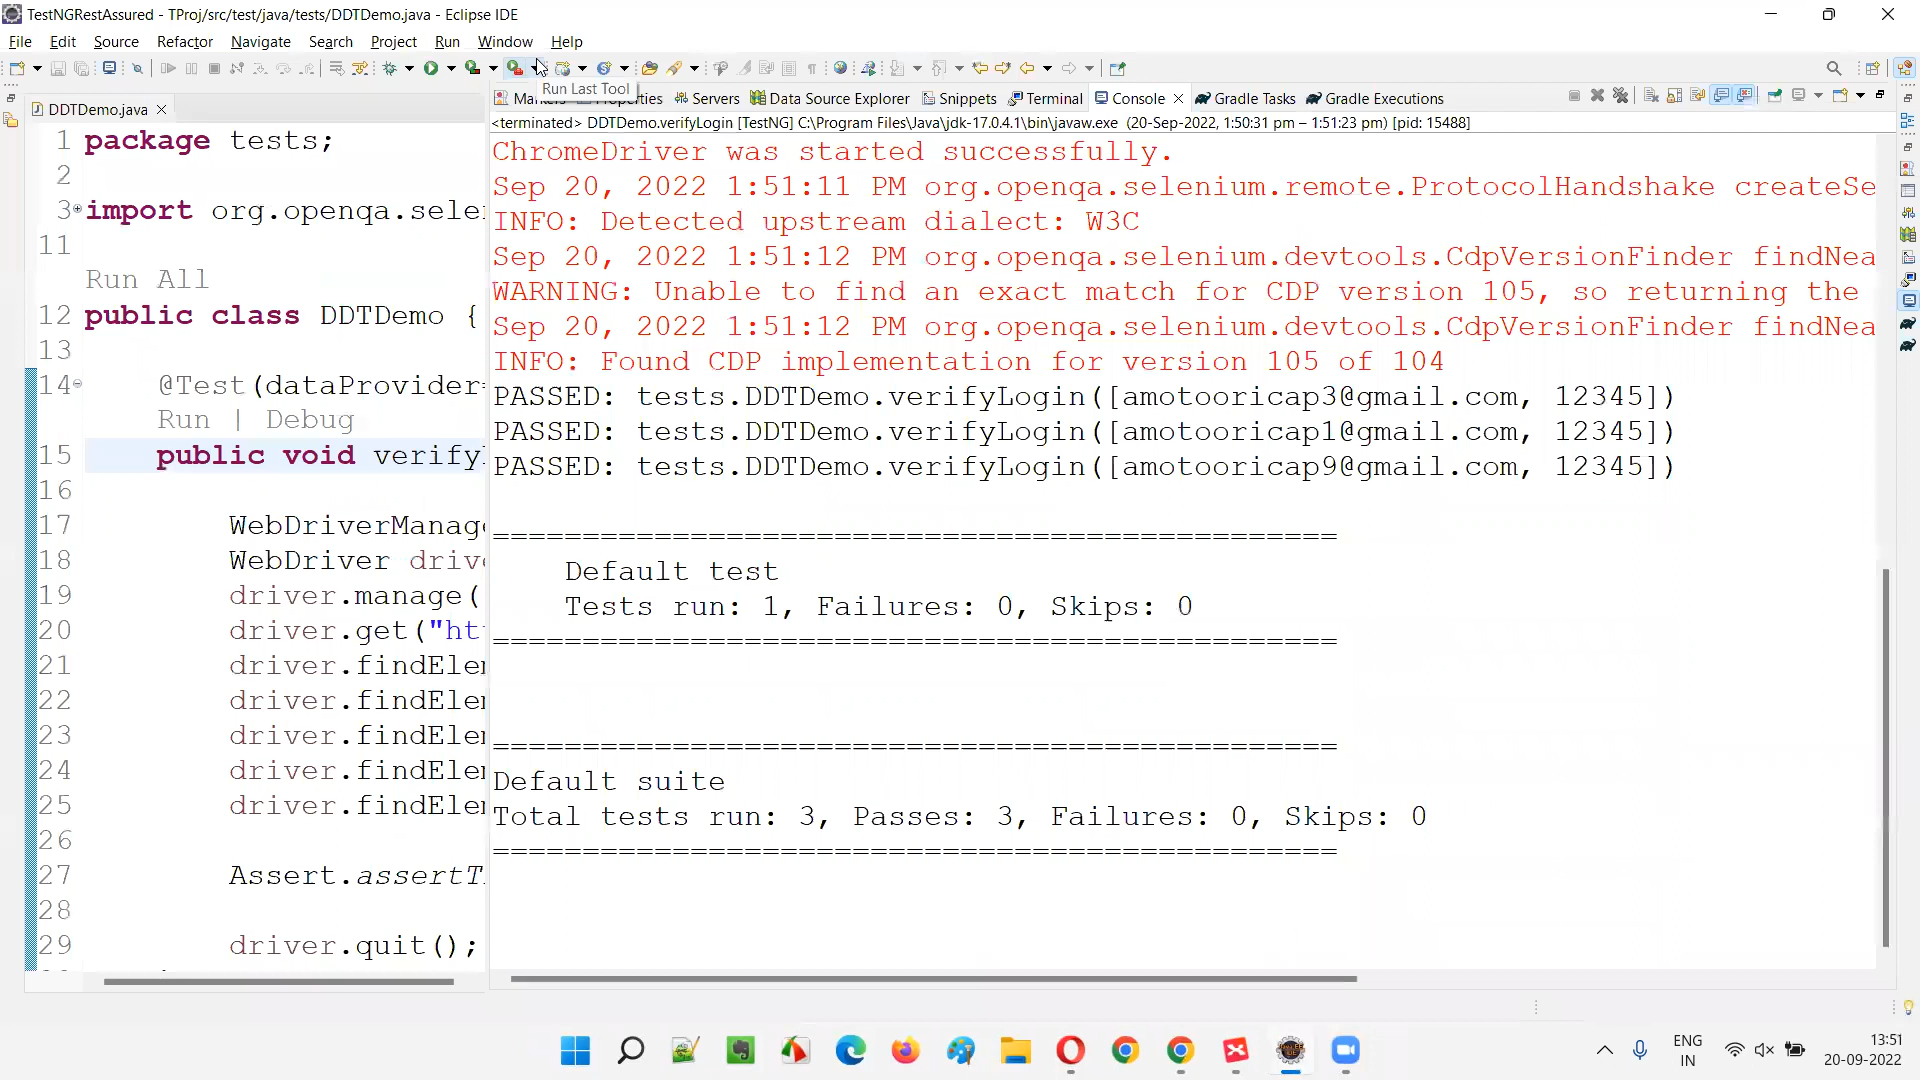 TestNGRestAssured - TProj/src/test/java/tests/DDTDemo.java - Eclipse IDE
File Edit Source Refactor Navigate Search Project Run Window Help
Run Last Tool
DDTDemo.java
Markers Properties Servers Data Source Explorer Snippets Terminal Console Gradle Tasks Gradle Executions
<terminated> DDTDemo.verifyLogin [TestNG] C:\Program Files\Java\jdk-17.0.4.1\bin\javaw.exe (20-Sep-2022, 1:50:31 pm – 1:51:23 pm) [pid: 15488]
1 package tests;
2
3 import org.openqa.sele
11
Run All
12 public class DDTDemo {
13
14 @Test(dataProvider=
Run | Debug
15 public void verify
16
17 WebDriverManage
18 WebDriver drive
19 driver.manage(
20 driver.get("ht
21 driver.findEle
22 driver.findEle
23 driver.findEle
24 driver.findEle
25 driver.findEle
26
27 Assert.assertT
28
29 driver.quit();
ChromeDriver was started successfully.
Sep 20, 2022 1:51:11 PM org.openqa.selenium.remote.ProtocolHandshake createSe
INFO: Detected upstream dialect: W3C
Sep 20, 2022 1:51:12 PM org.openqa.selenium.devtools.CdpVersionFinder findNea
WARNING: Unable to find an exact match for CDP version 105, so returning the
Sep 20, 2022 1:51:12 PM org.openqa.selenium.devtools.CdpVersionFinder findNea
INFO: Found CDP implementation for version 105 of 104
PASSED: tests.DDTDemo.verifyLogin([amotooricap3@gmail.com, 12345])
PASSED: tests.DDTDemo.verifyLogin([amotooricap1@gmail.com, 12345])
PASSED: tests.DDTDemo.verifyLogin([amotooricap9@gmail.com, 12345])
===============================================
Default test
Tests run: 1, Failures: 0, Skips: 0
===============================================
===============================================
Default suite
Total tests run: 3, Passes: 3, Failures: 0, Skips: 0
===============================================
ENG
IN
13:51
20-09-2022